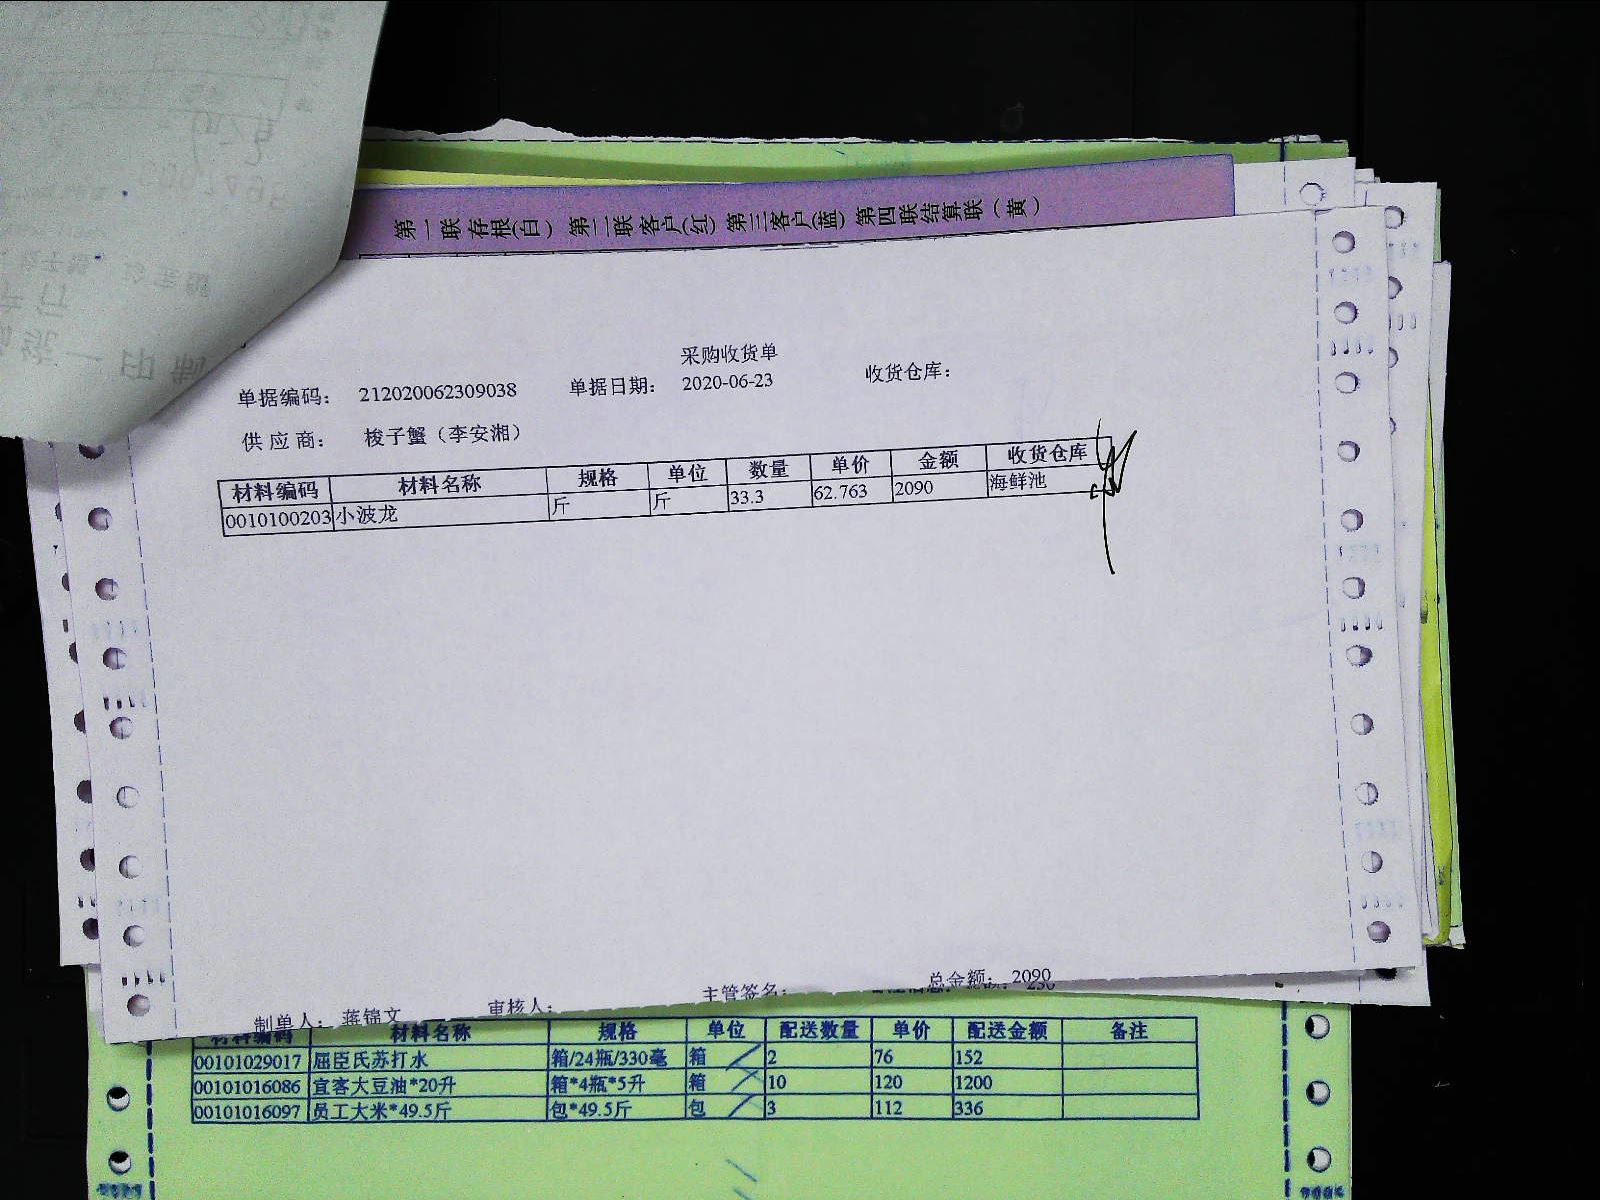 第一联存根(白) 第二联客户(红) 第三客户(蓝) 第四联结算联(黄)
采购收货单
单据编码: 212020062309038 单据日期: 2020-06-23 收货仓库:
供应商: 梭子蟹(李安湘)
材料编码 材料名称 规格 单位 数量 单价 金额 收货仓库
0010100203 小波龙 斤 斤 33.3 62.763 2090 海鲜池
制单人: 蒋锦文 审核人: 主管签名: 总金额: 2090
材料编码 材料名称 规格 单位 配送数量 单价 配送金额 备注
00101029017 屈臣氏苏打水 箱/24瓶/330毫 箱 2 76 152
00101016086 宜客大豆油*20升 箱*4瓶*5升 箱 10 120 1200
00101016097 员工大米*49.5斤 包*49.5斤 包 3 112 336